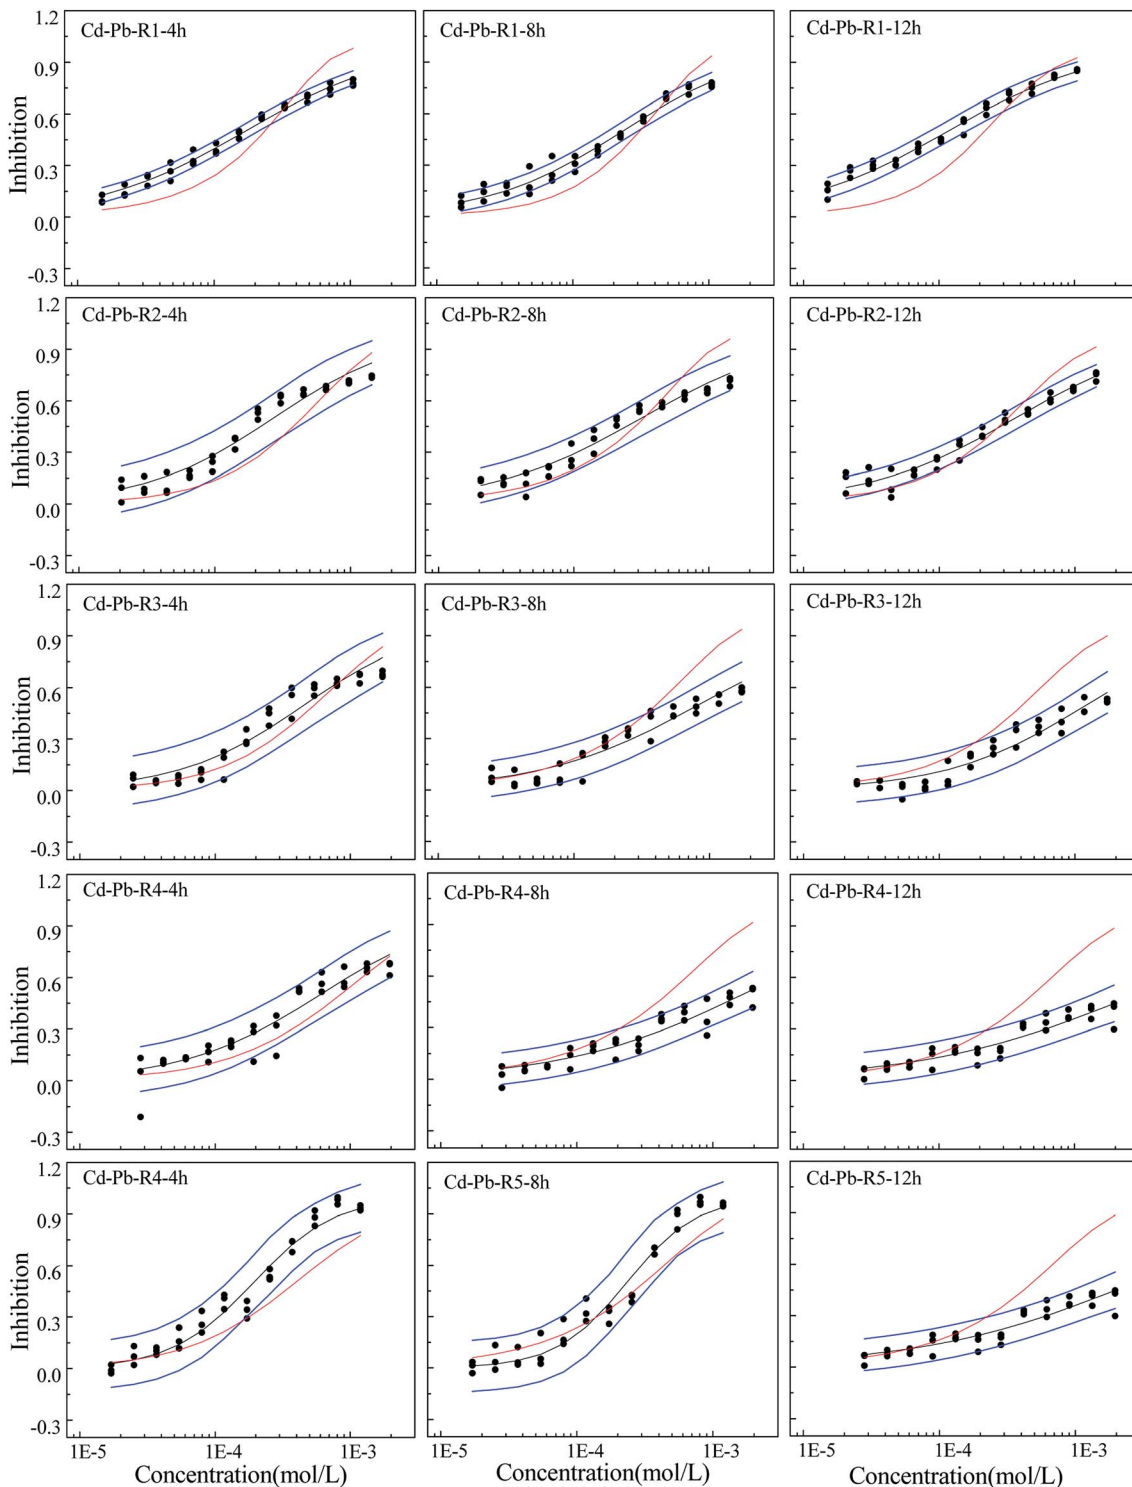 Cd-Pb-R1-4h Cd-Pb-R1-8h Cd-Pb-R1-12h
1.2
0.9
0.6
0.3
0.0
-0.3
Inhibition
Cd-Pb-R2-4h Cd-Pb-R2-8h Cd-Pb-R2-12h
1.2
0.9
0.6
0.3
0.0
-0.3
Inhibition
Cd-Pb-R3-4h Cd-Pb-R3-8h Cd-Pb-R3-12h
1.2
0.9
0.6
0.3
0.0
-0.3
Inhibition
Cd-Pb-R4-4h Cd-Pb-R4-8h Cd-Pb-R4-12h
1.2
0.9
0.6
0.3
0.0
-0.3
Inhibition
Cd-Pb-R4-4h Cd-Pb-R5-8h Cd-Pb-R5-12h
1.2
0.9
0.6
0.3
0.0
-0.3
Inhibition
1E-5 1E-4 1E-3 1E-5 1E-4 1E-3 1E-5 1E-4 1E-3
Concentration(mol/L) Concentration(mol/L) Concentration(mol/L)